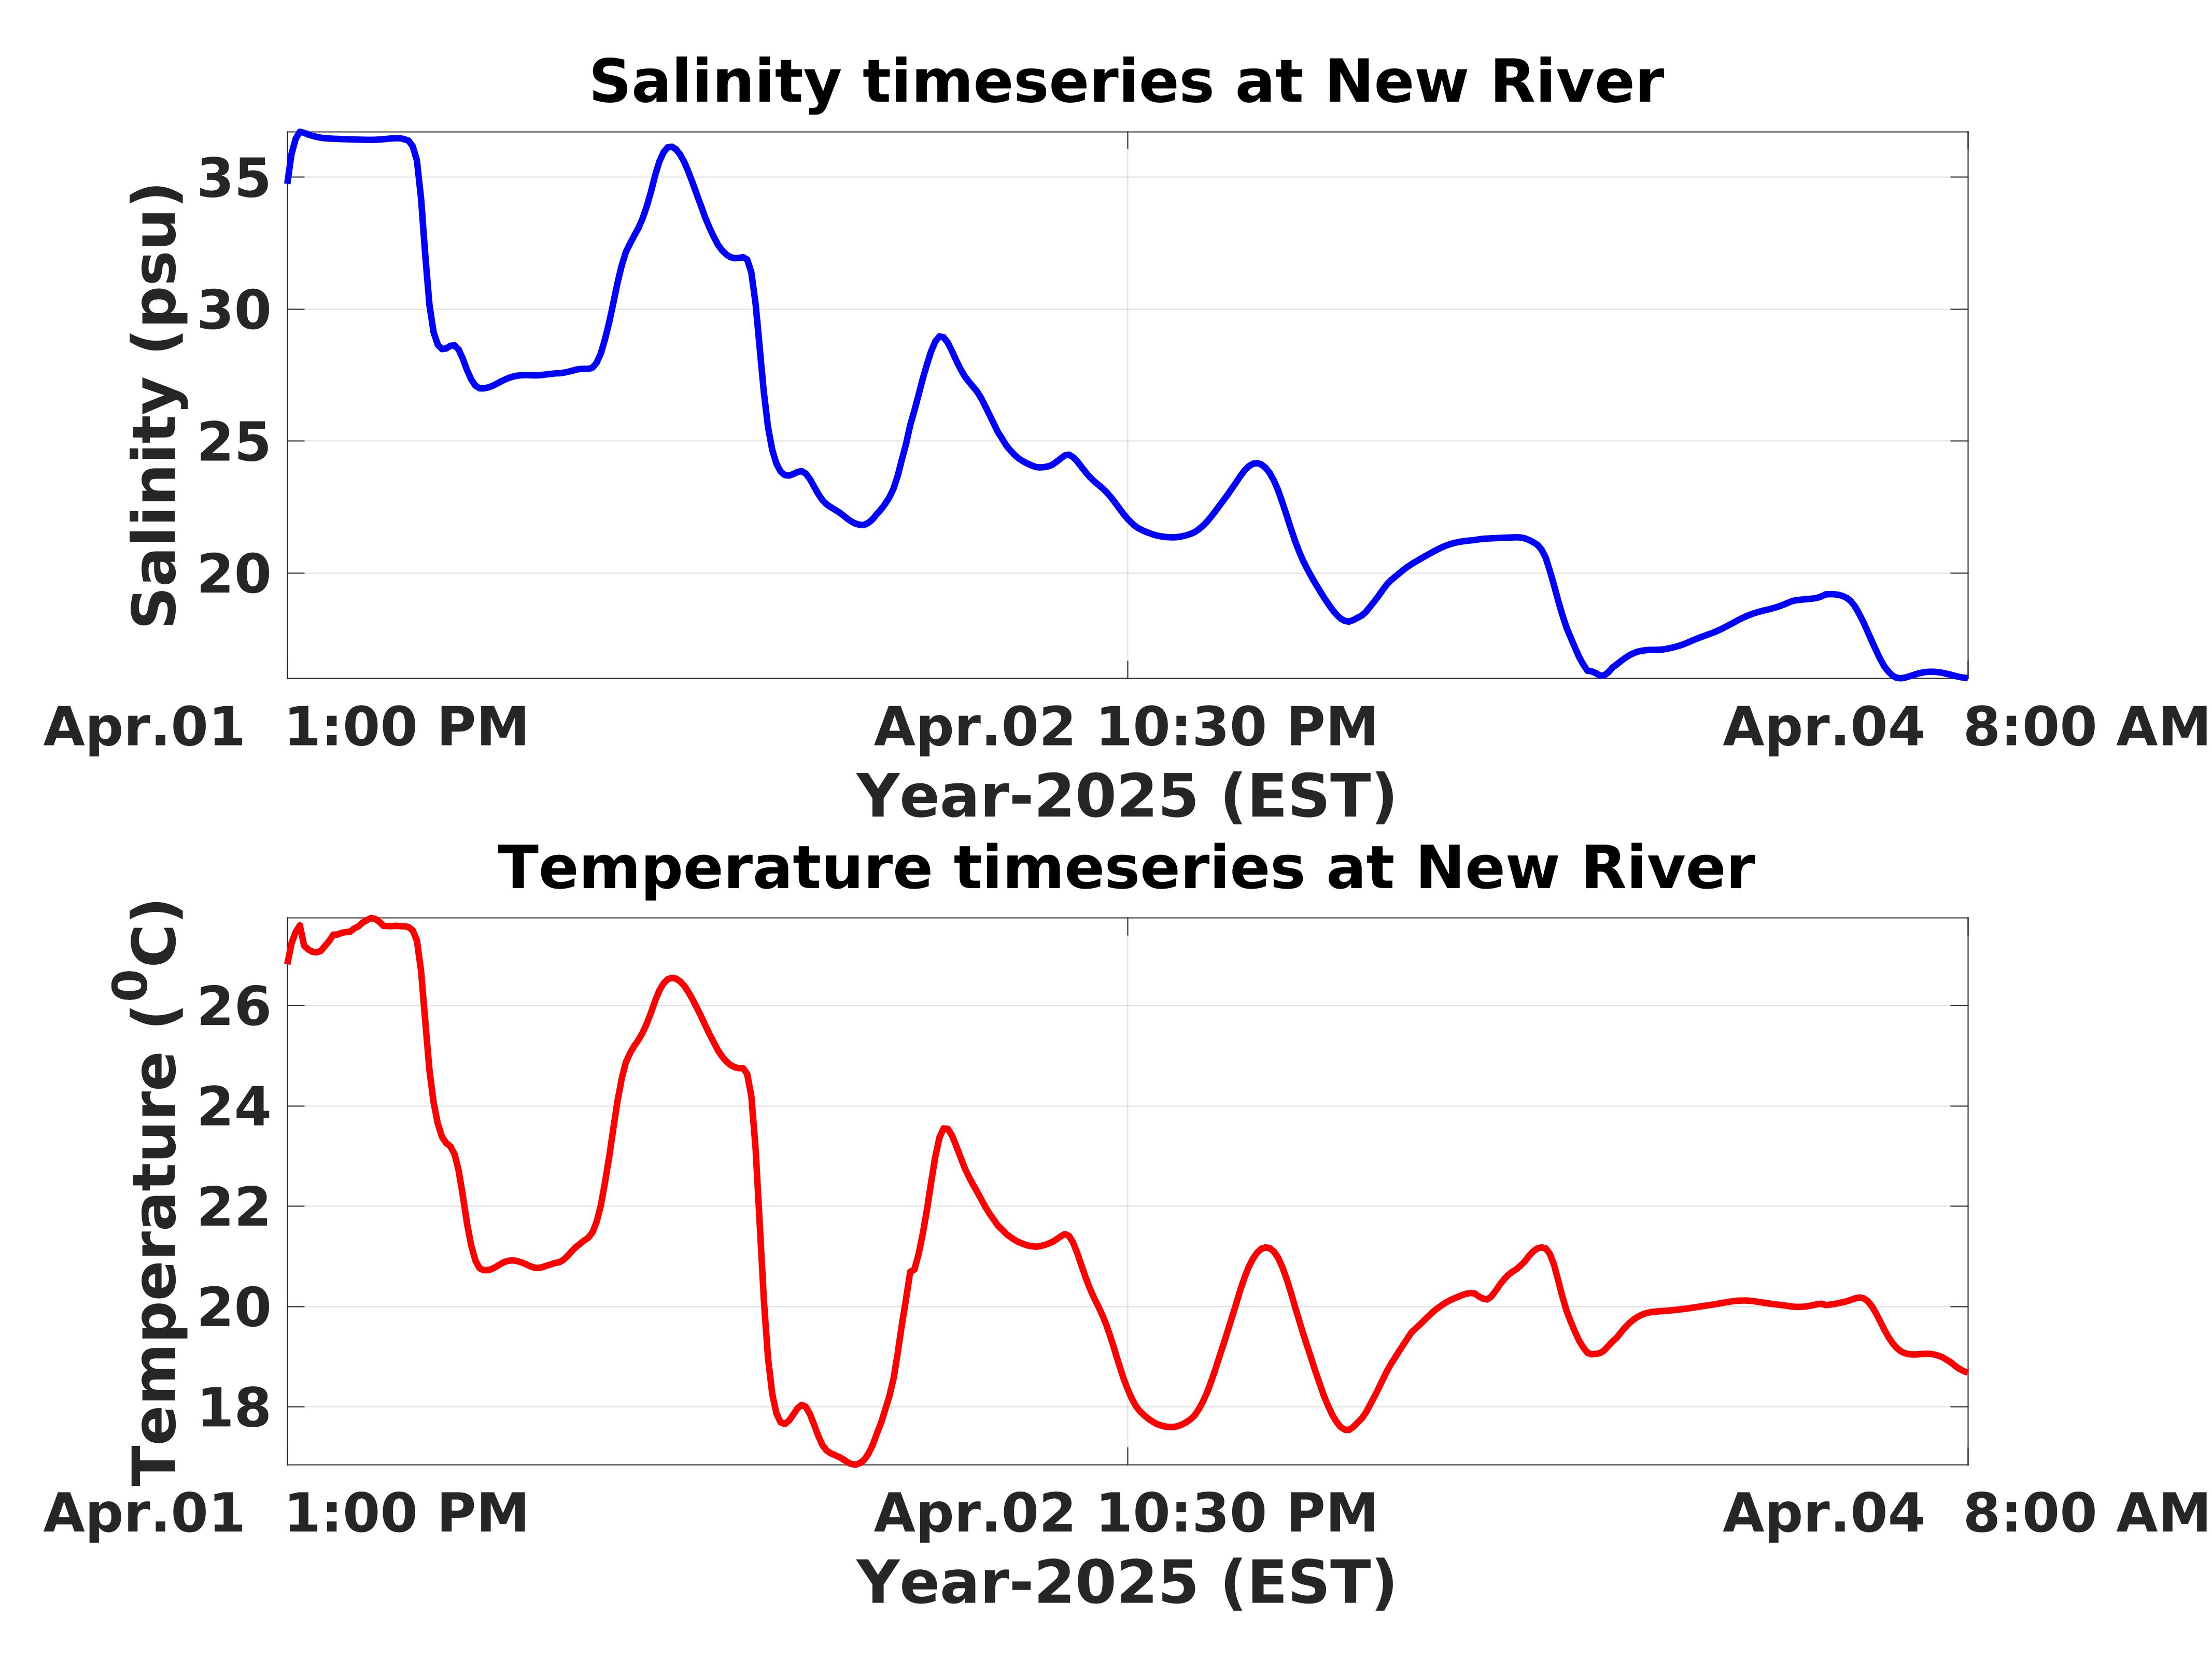 Salinity timeseries at New River
Salinity (psu)
35
30
25
20
Apr.01  1:00 PM
Apr.02 10:30 PM
Apr.04  8:00 AM
Year-2025 (EST)
Temperature timeseries at New River
Temperature (⁰C)
26
24
22
20
18
Apr.01  1:00 PM
Apr.02 10:30 PM
Apr.04  8:00 AM
Year-2025 (EST)